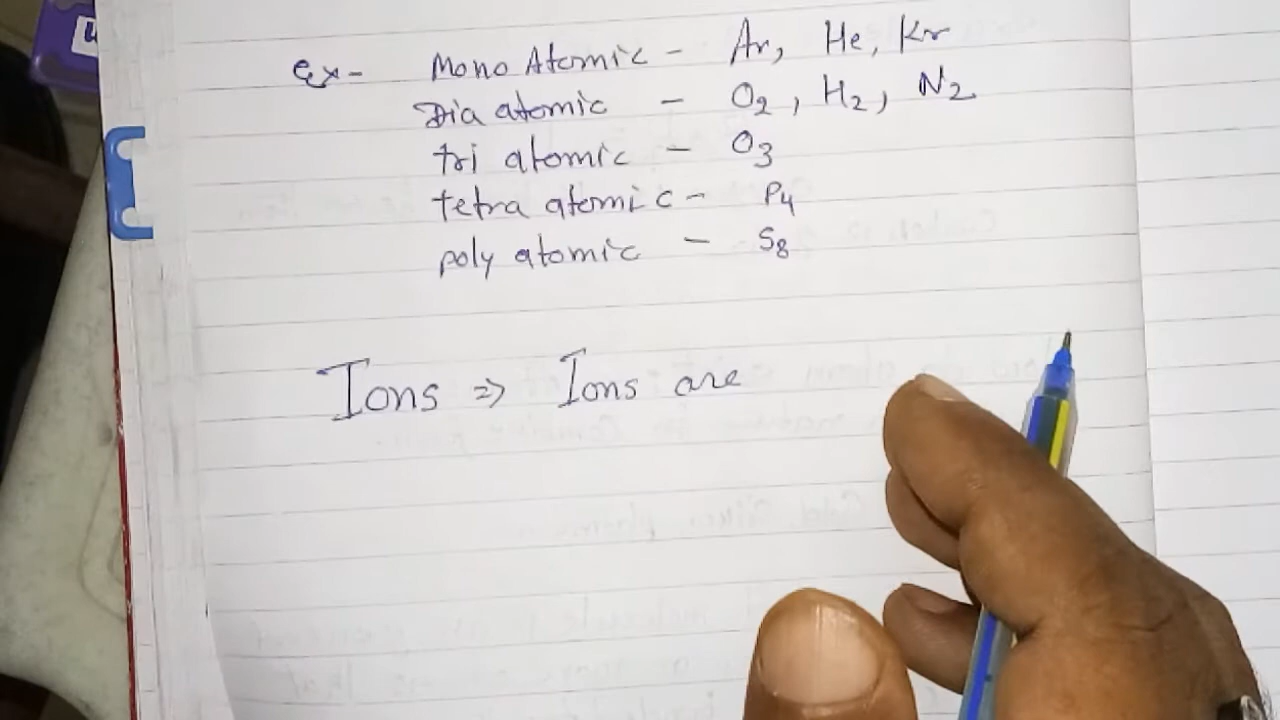 Ex- Mono Atomic - Ar, He, Kr
Dia atomic - O2, H2, N2
tri atomic - O3
tetra atomic - P4
poly atomic - S8
Ions => Ions are